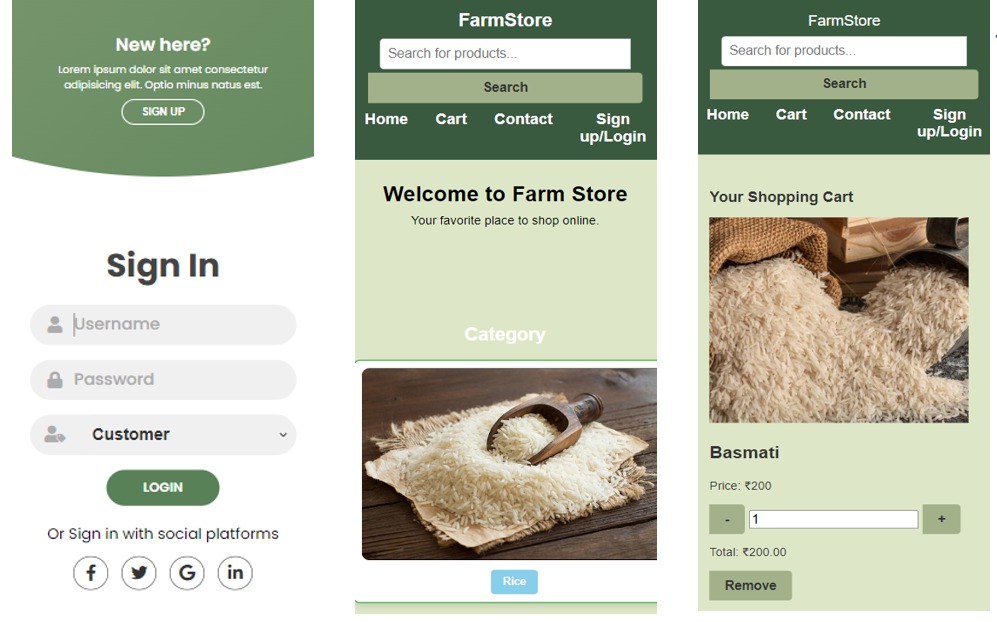 New here?
Lorem ipsum dolor sit amet consectetur
adipisicing elit. Optio minus natus est.
SIGN UP
Sign In
Username
Password
Customer
LOGIN
Or Sign in with social platforms
FarmStore
Search for products...
Search
Home Cart Contact Sign
up/Login
Welcome to Farm Store
Your favorite place to shop online.
Category
Rice
FarmStore
Search for products...
Search
Home Cart Contact Sign
up/Login
Your Shopping Cart
Basmati
Price: ₹200
- 1 +
Total: ₹200.00
Remove